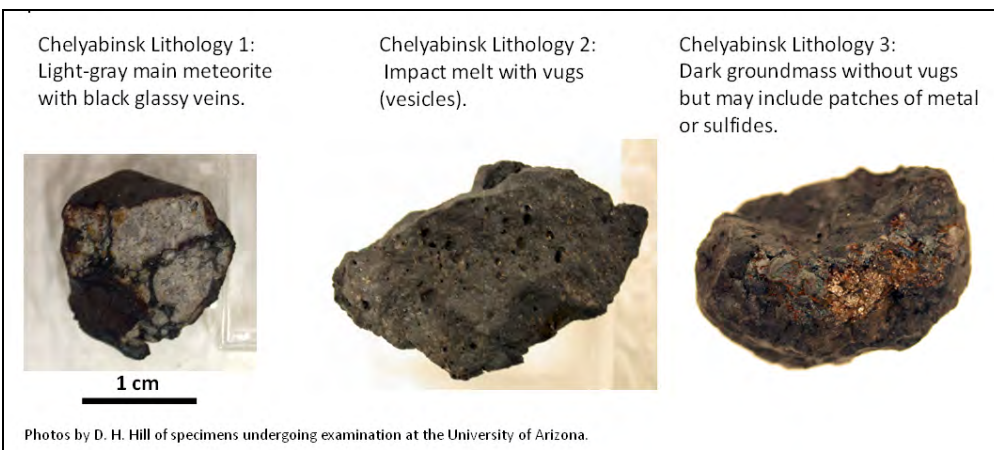 Chelyabinsk Lithology 1:
Light-gray main meteorite
with black glassy veins.
Chelyabinsk Lithology 2:
Impact melt with vugs
(vesicles).
Chelyabinsk Lithology 3:
Dark groundmass without vugs
but may include patches of metal
or sulfides.
1 cm
Photos by D. H. Hill of specimens undergoing examination at the University of Arizona.